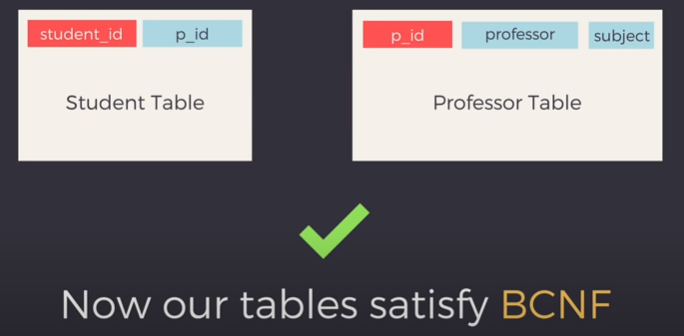 student_id p_id
Student Table
p_id professor subject
Professor Table
Now our tables satisfy BCNF